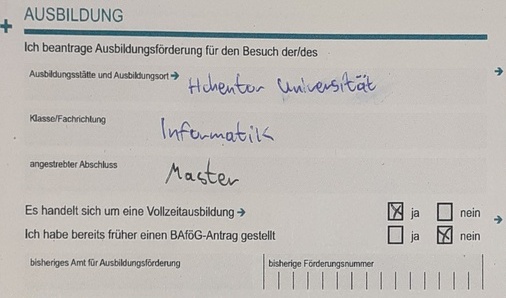 AUSBILDUNG
Ich beantrage Ausbildungsförderung für den Besuch der/des
Ausbildungsstätte und Ausbildungsort → Hchentor Universität
Klasse/Fachrichtung Informatik
angestrebter Abschluss Master
Es handelt sich um eine Vollzeitausbildung → ☒ ja ☐ nein
Ich habe bereits früher einen BAföG-Antrag gestellt ☐ ja ☒ nein
bisheriges Amt für Ausbildungsförderung bisherige Förderungsnummer